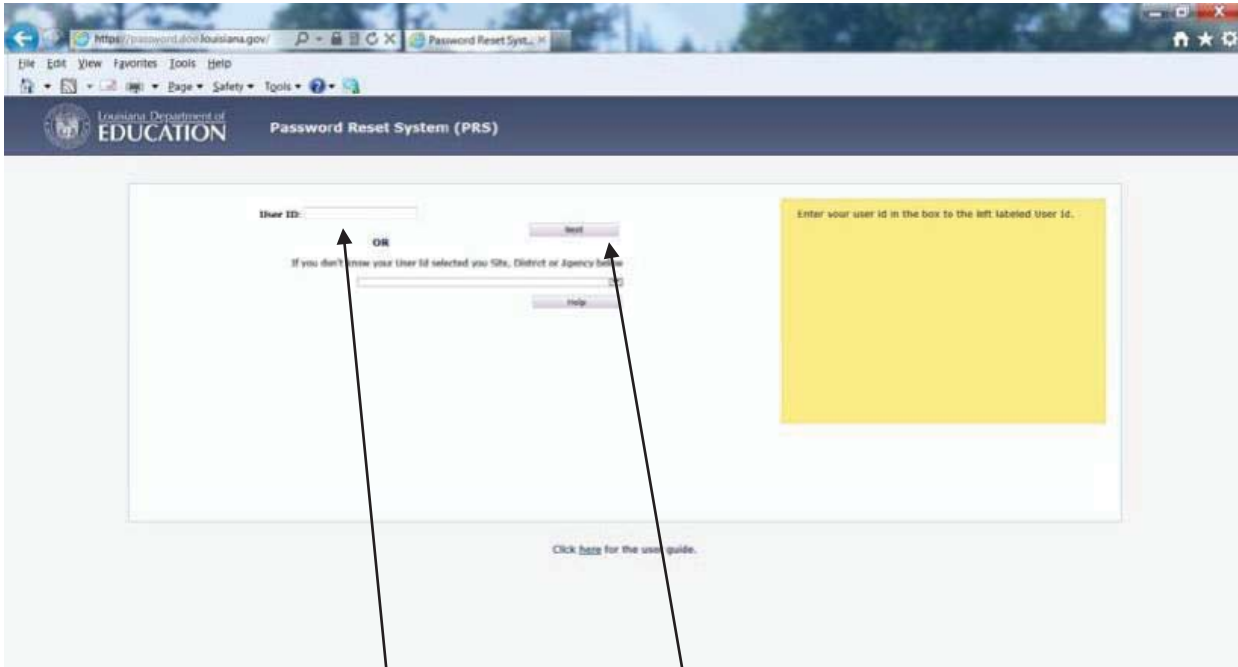 https://password.doe.louisiana.gov/
Password Reset Syst...
File Edit View Favorites Tools Help
Page Safety Tools
Louisiana Department of
EDUCATION
Password Reset System (PRS)
User ID:
Next
OR
If you don't know your User Id selected you Site, District or Agency below
Help
Enter your user id in the box to the left labeled User Id.
Click here for the user guide.